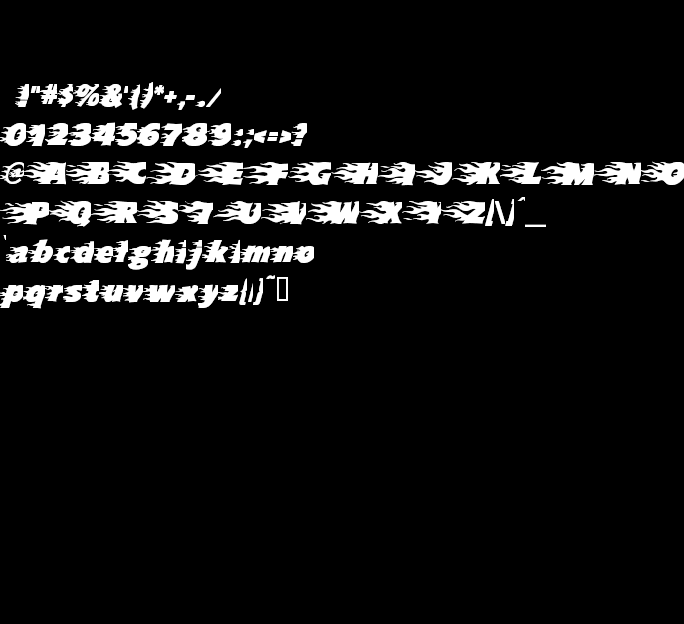 !"#$%&'()*+,-./
0123456789:;<=>?
@ABCDEFGHIJKLMNO
PQRSTUVWXYZ[\]^_
`abcdefghijklmno
pqrstuvwxyz{|}~